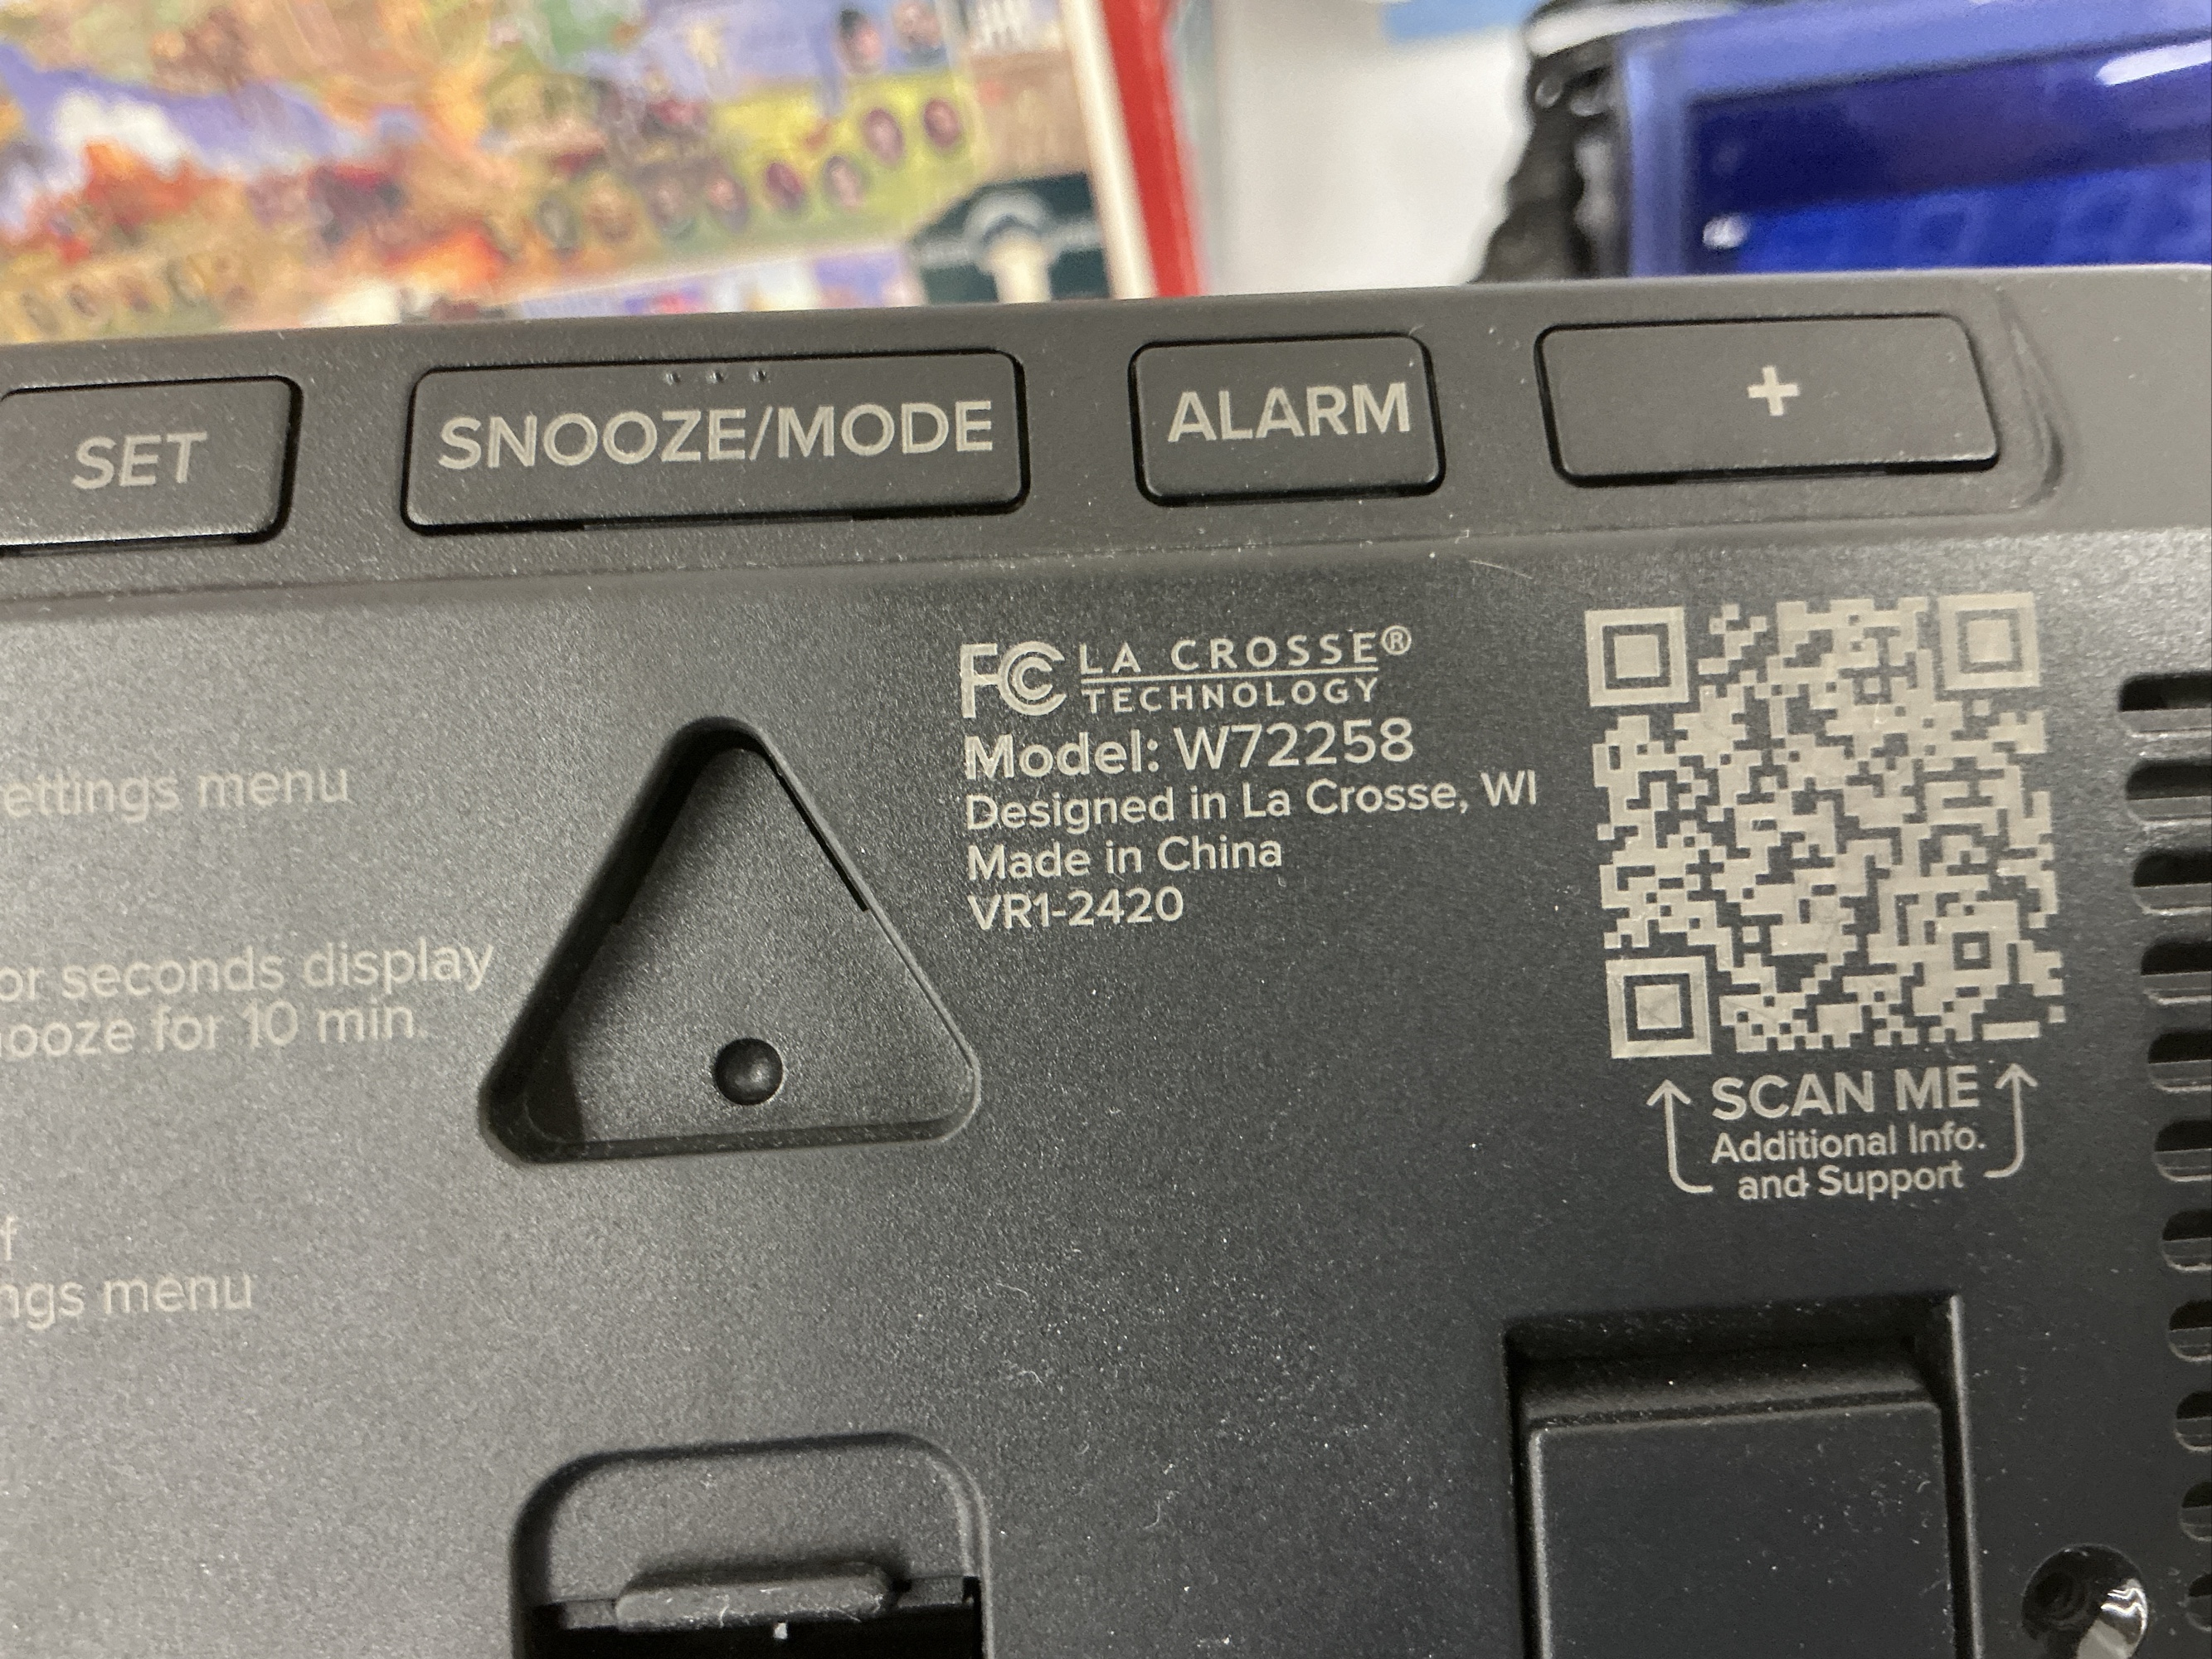 SET
SNOOZE/MODE
ALARM
+
FC LA CROSSE®
TECHNOLOGY
Model: W72258
Designed in La Crosse, WI
Made in China
VR1-2420
ettings menu
or seconds display
nooze for 10 min.
f
ngs menu
SCAN ME
Additional Info.
and Support